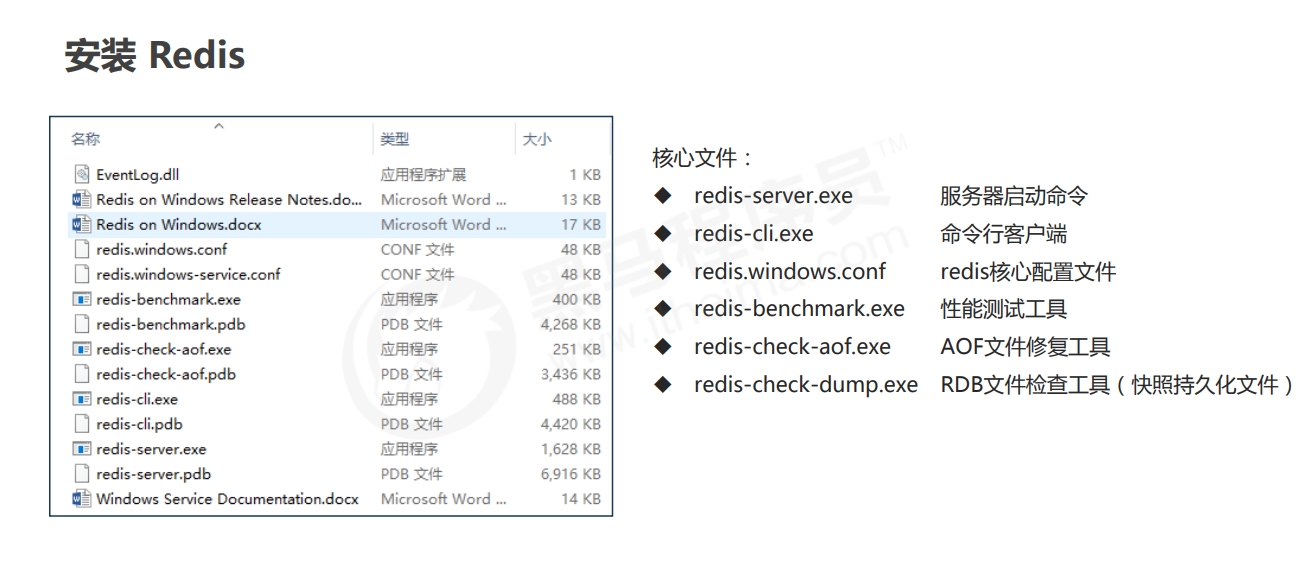 安装 Redis
名称 类型 大小
EventLog.dll 应用程序扩展 1 KB
Redis on Windows Release Notes.do... Microsoft Word ... 13 KB
Redis on Windows.docx Microsoft Word ... 17 KB
redis.windows.conf CONF 文件 48 KB
redis.windows-service.conf CONF 文件 48 KB
redis-benchmark.exe 应用程序 400 KB
redis-benchmark.pdb PDB 文件 4,268 KB
redis-check-aof.exe 应用程序 251 KB
redis-check-aof.pdb PDB 文件 3,436 KB
redis-cli.exe 应用程序 488 KB
redis-cli.pdb PDB 文件 4,420 KB
redis-server.exe 应用程序 1,628 KB
redis-server.pdb PDB 文件 6,916 KB
Windows Service Documentation.docx Microsoft Word ... 14 KB
核心文件：
◆ redis-server.exe 服务器启动命令
◆ redis-cli.exe 命令行客户端
◆ redis.windows.conf redis核心配置文件
◆ redis-benchmark.exe 性能测试工具
◆ redis-check-aof.exe AOF文件修复工具
◆ redis-check-dump.exe RDB文件检查工具（快照持久化文件）
黑马程序员™
www.itheima.com